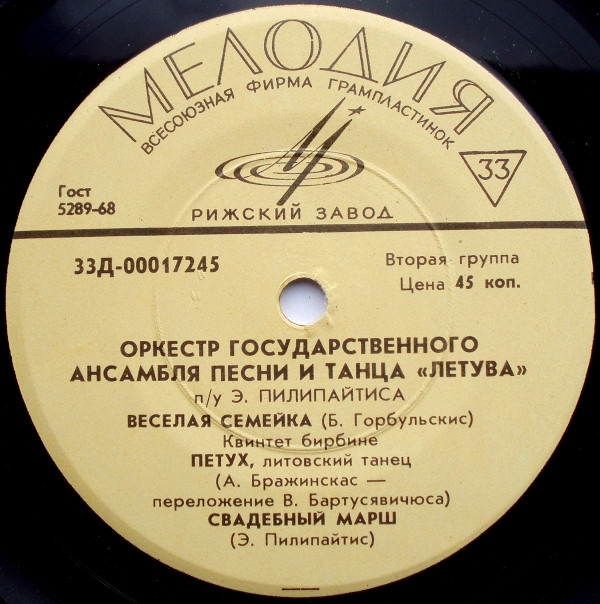 МЕЛОДИЯ
ВСЕСОЮЗНАЯ ФИРМА ГРАМПЛАСТИНОК
33
Гост
5289-68
РИЖСКИЙ ЗАВОД
33Д-00017245
Вторая группа
Цена 45 коп.
ОРКЕСТР ГОСУДАРСТВЕННОГО
АНСАМБЛЯ ПЕСНИ И ТАНЦА «ЛЕТУВА»
п/у Э. ПИЛИПАЙТИСА
ВЕСЕЛАЯ СЕМЕЙКА (Б. Горбульскис)
Квинтет бирбине
ПЕТУХ, литовский танец
(А. Бражинскас —
переложение В. Бартусявичюса)
СВАДЕБНЫЙ МАРШ
(Э. Пилипайтис)